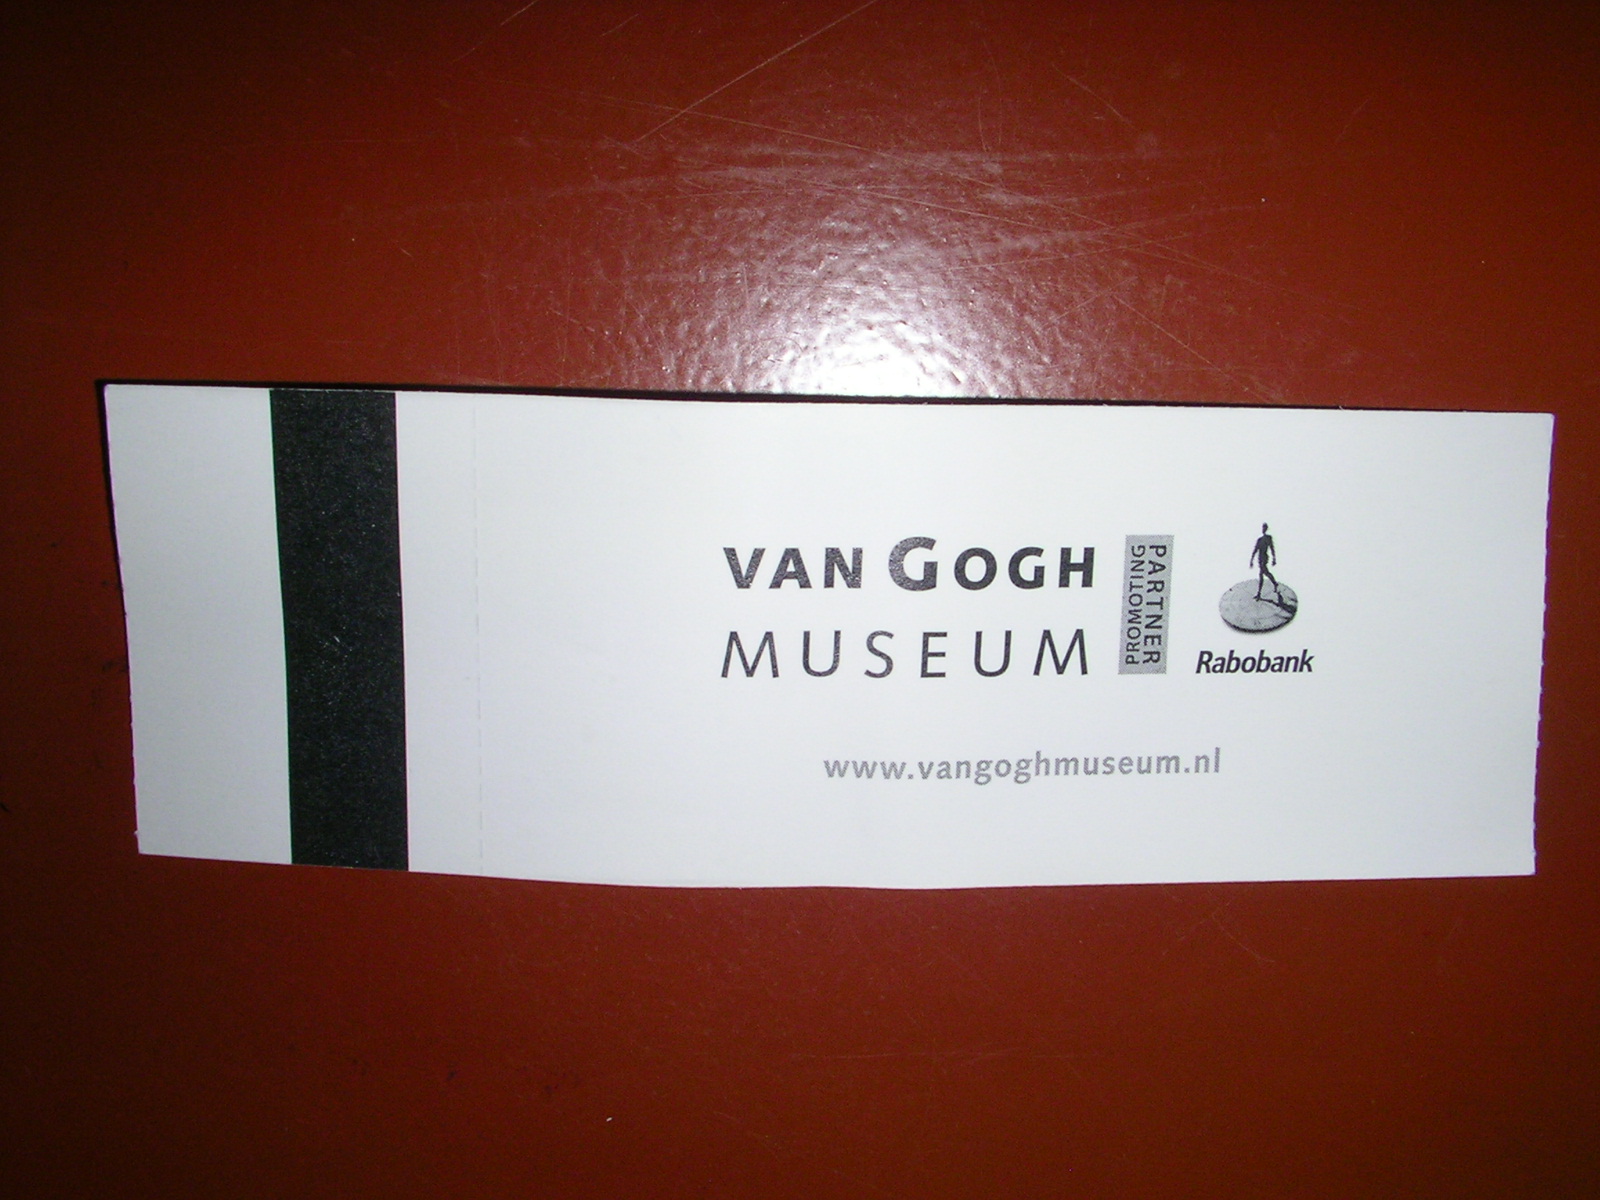 VAN GOGH
MUSEUM
PROMOTING
PARTNER
Rabobank
www.vangoghmuseum.nl